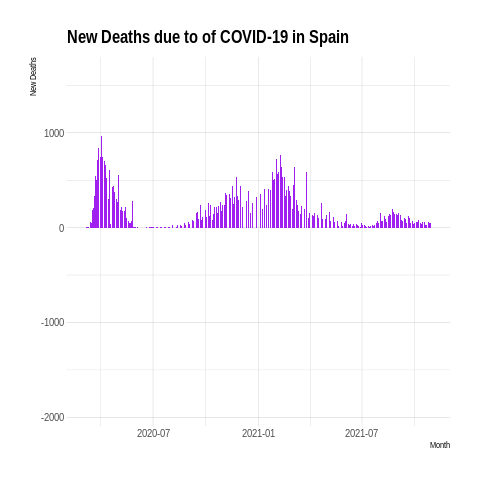 New Deaths due to of COVID-19 in Spain
New Deaths
1000
0
-1000
-2000
2020-07
2021-01
2021-07
Month